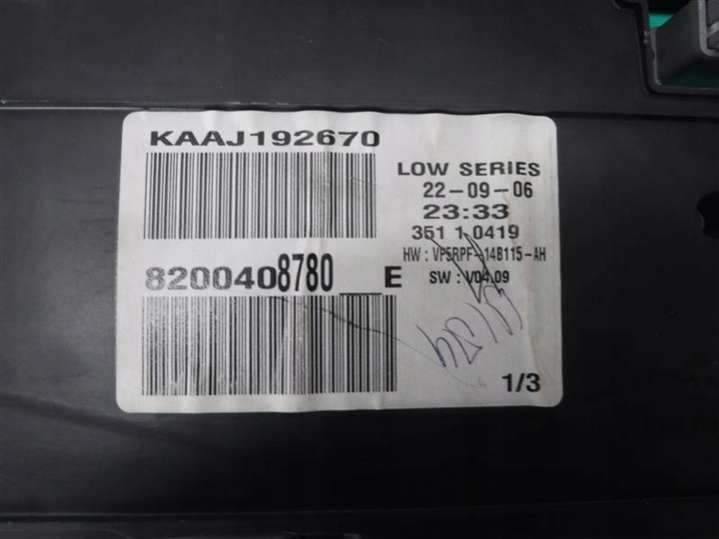 KAAJ192670
LOW SERIES
22-09-06
23:33
351 1 0419
HW : VP5RPF-14B115-AH
SW : V04.09
8200408780__E
1/3